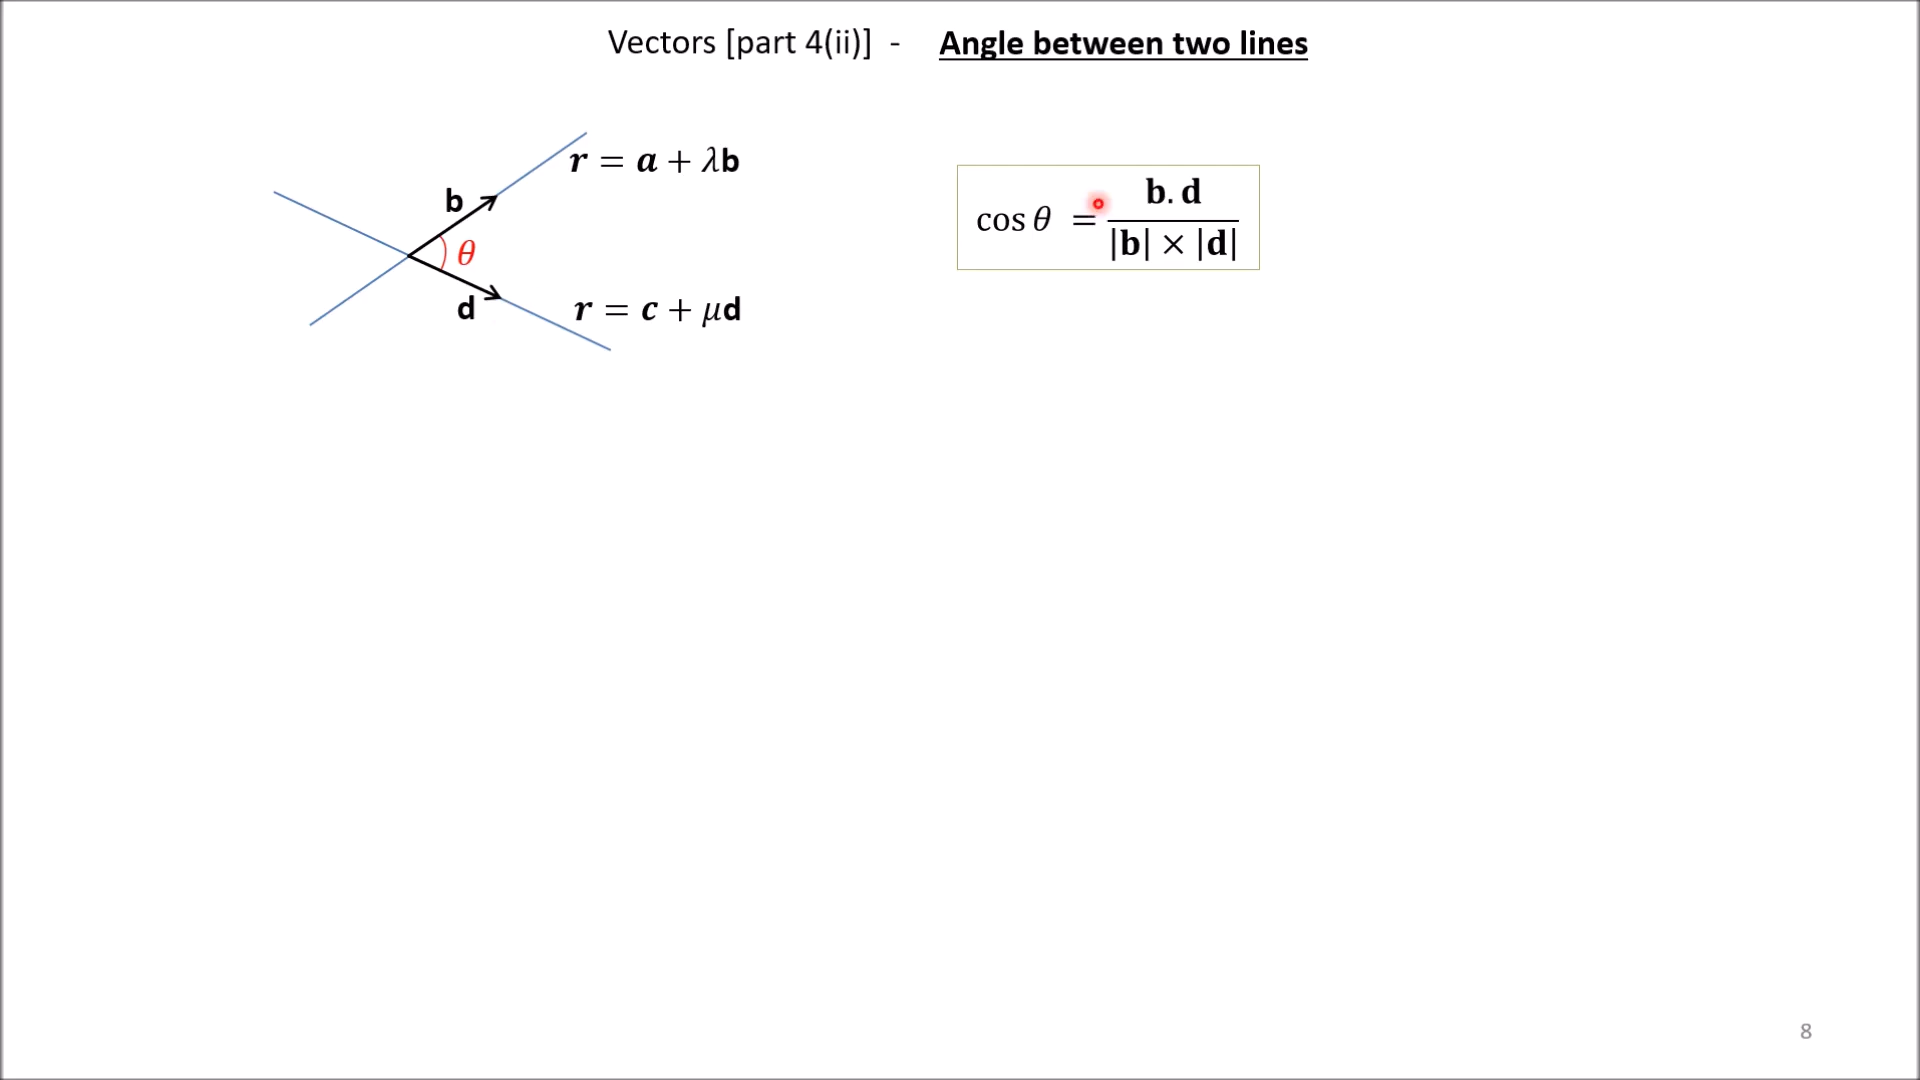 Vectors [part 4(ii)] - Angle between two lines
r = a + λb
b
θ
d
r = c + μd
cos θ = b. d / |b| × |d|
8